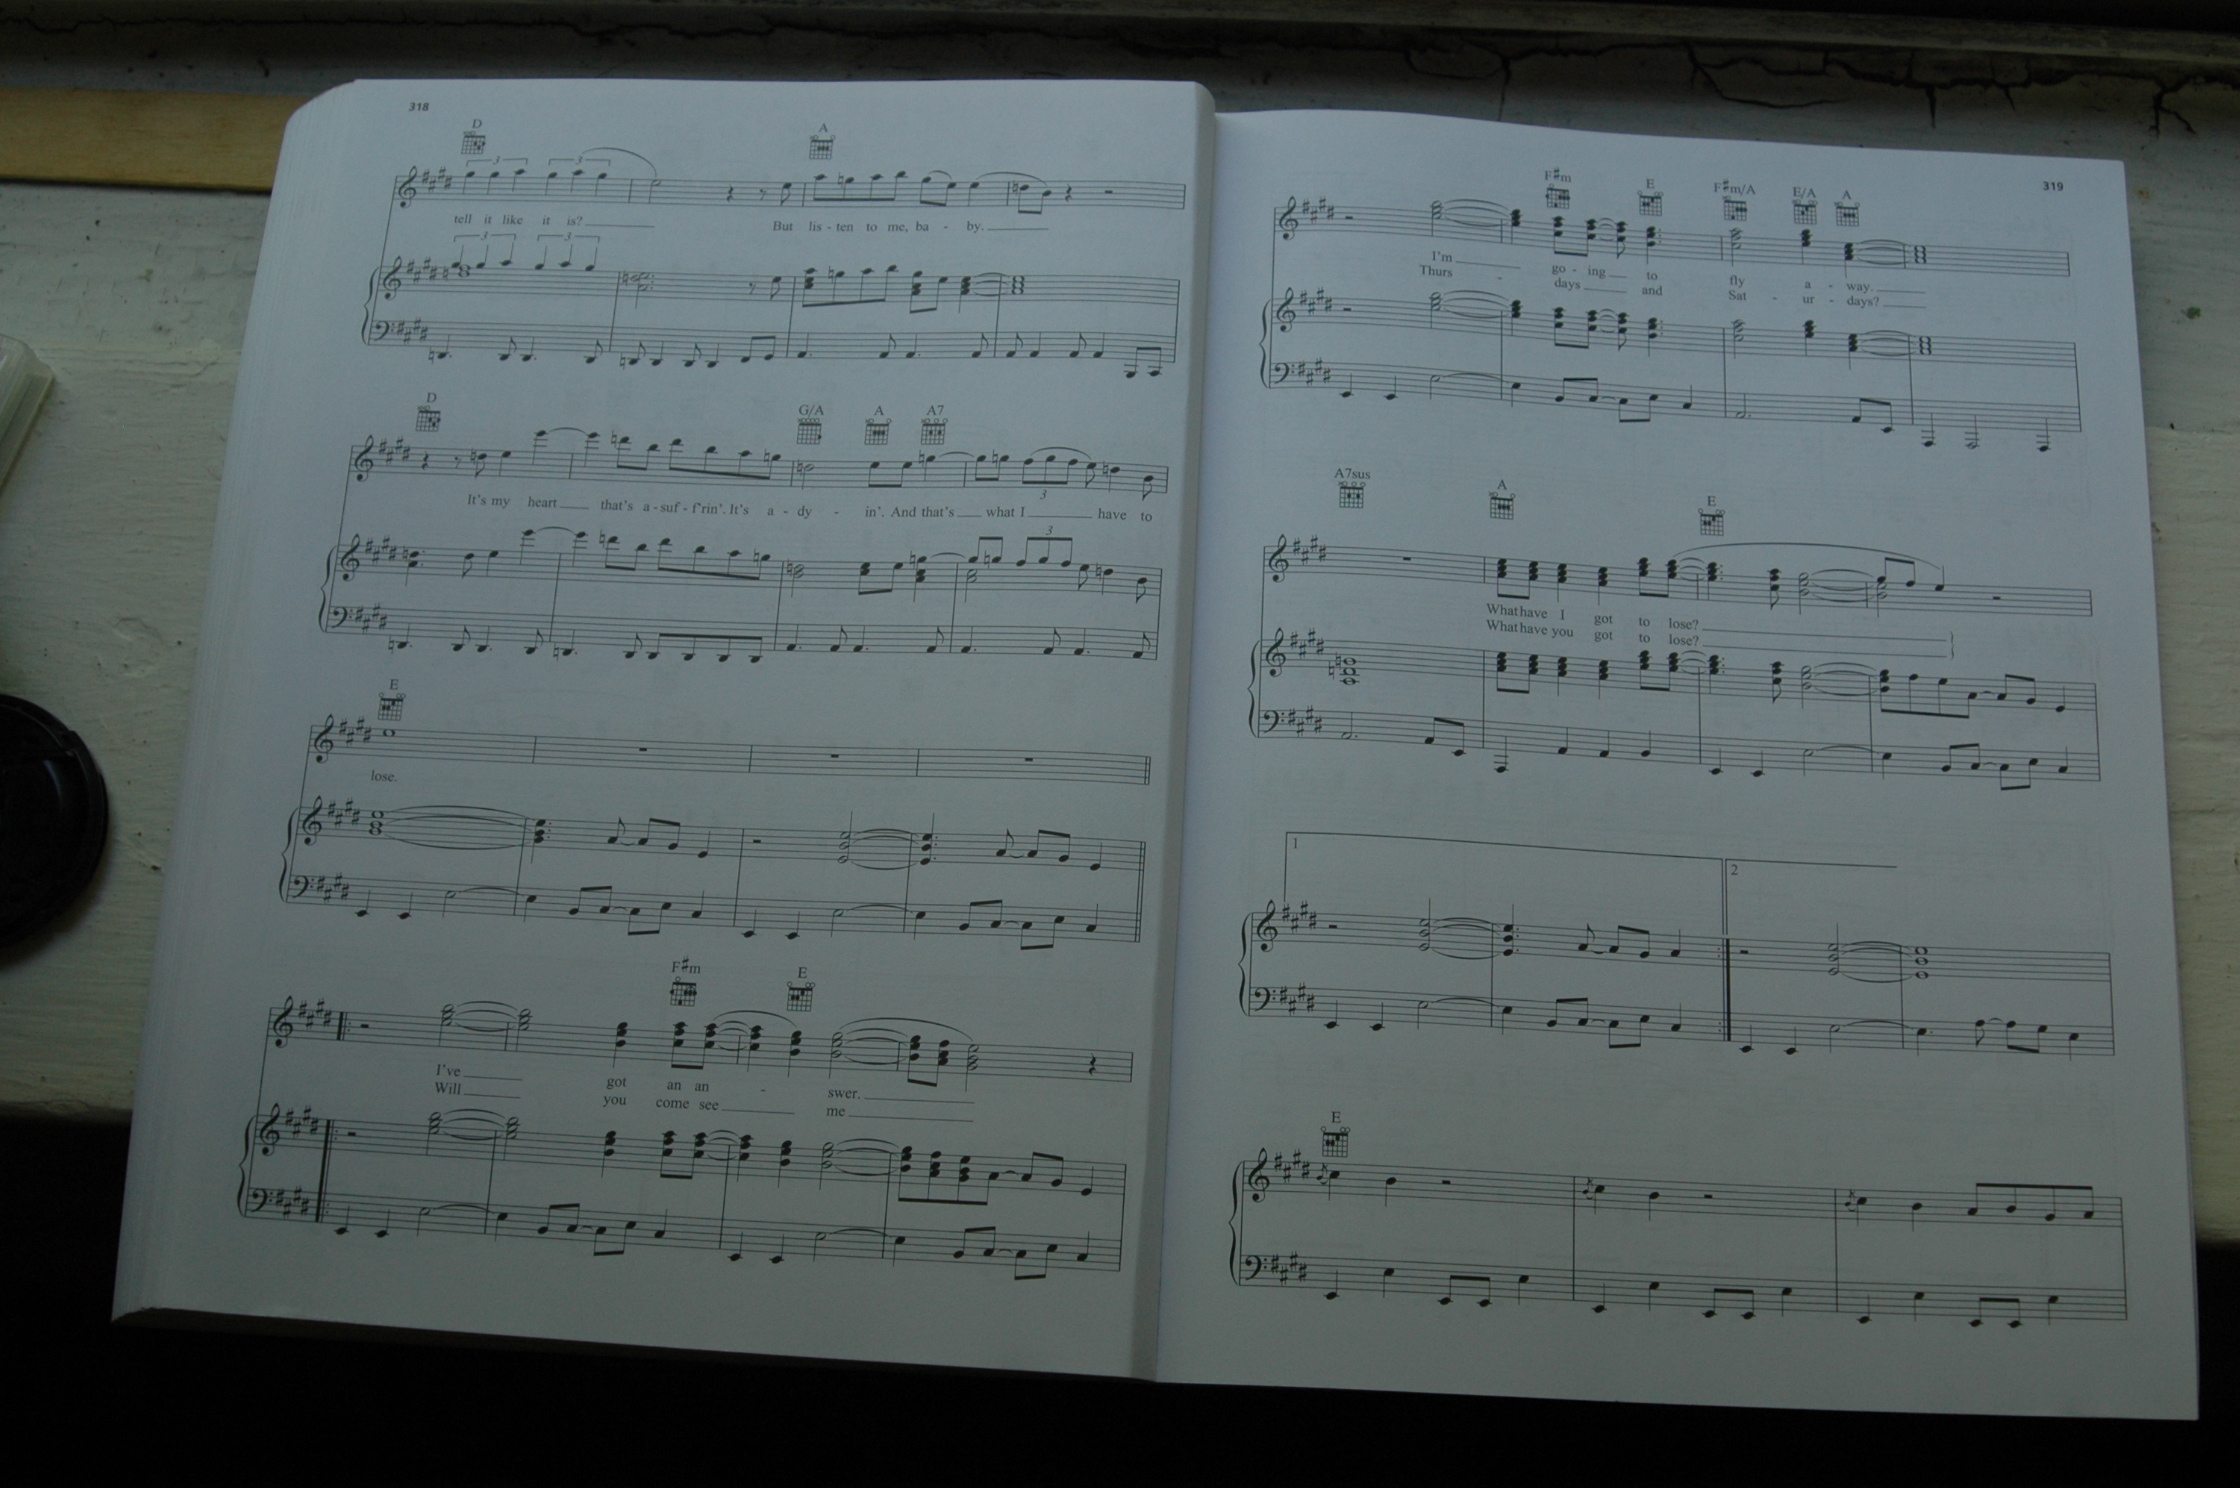 318
D A
3 3
tell it like it is? But lis - ten to me, ba - by.
3 3
D G/A A A7
3
It's my heart that's a - suf - f'rin'. It's a - dy - in'. And that's what I have to
3
E
lose.
F#m E
I've got an an - swer.
Will you come see me
319
F#m E F#m/A E/A A
I'm go - ing to fly a - way.
Thurs - days and Sat - ur - days?
A7sus A E
What have I got to lose?
What have you got to lose?
1 2
E